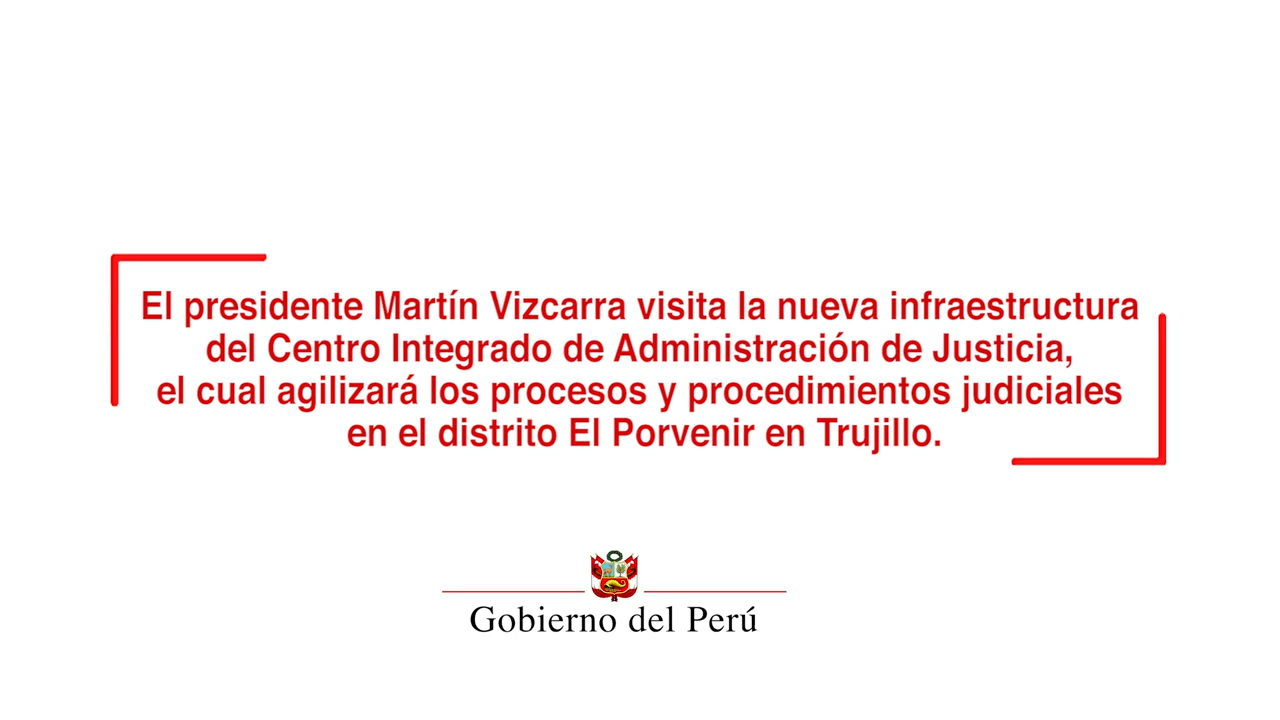 El presidente Martín Vizcarra visita la nueva infraestructura
del Centro Integrado de Administración de Justicia,
el cual agilizará los procesos y procedimientos judiciales
en el distrito El Porvenir en Trujillo.
Gobierno del Perú